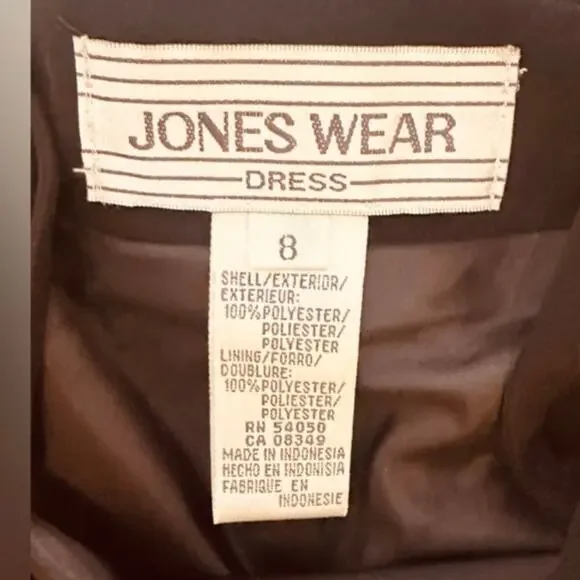 JONES WEAR
DRESS
8
SHELL/EXTERIOR/
EXTERIEUR:
100%POLYESTER/
POLIESTER/
POLYESTER
LINING/FORRO/
DOUBLURE:
100%POLYESTER/
POLIESTER/
POLYESTER
RN 54050
CA 08349
MADE IN INDONESIA
HECHO EN INDONISIA
FABRIQUE EN
INDONESIE